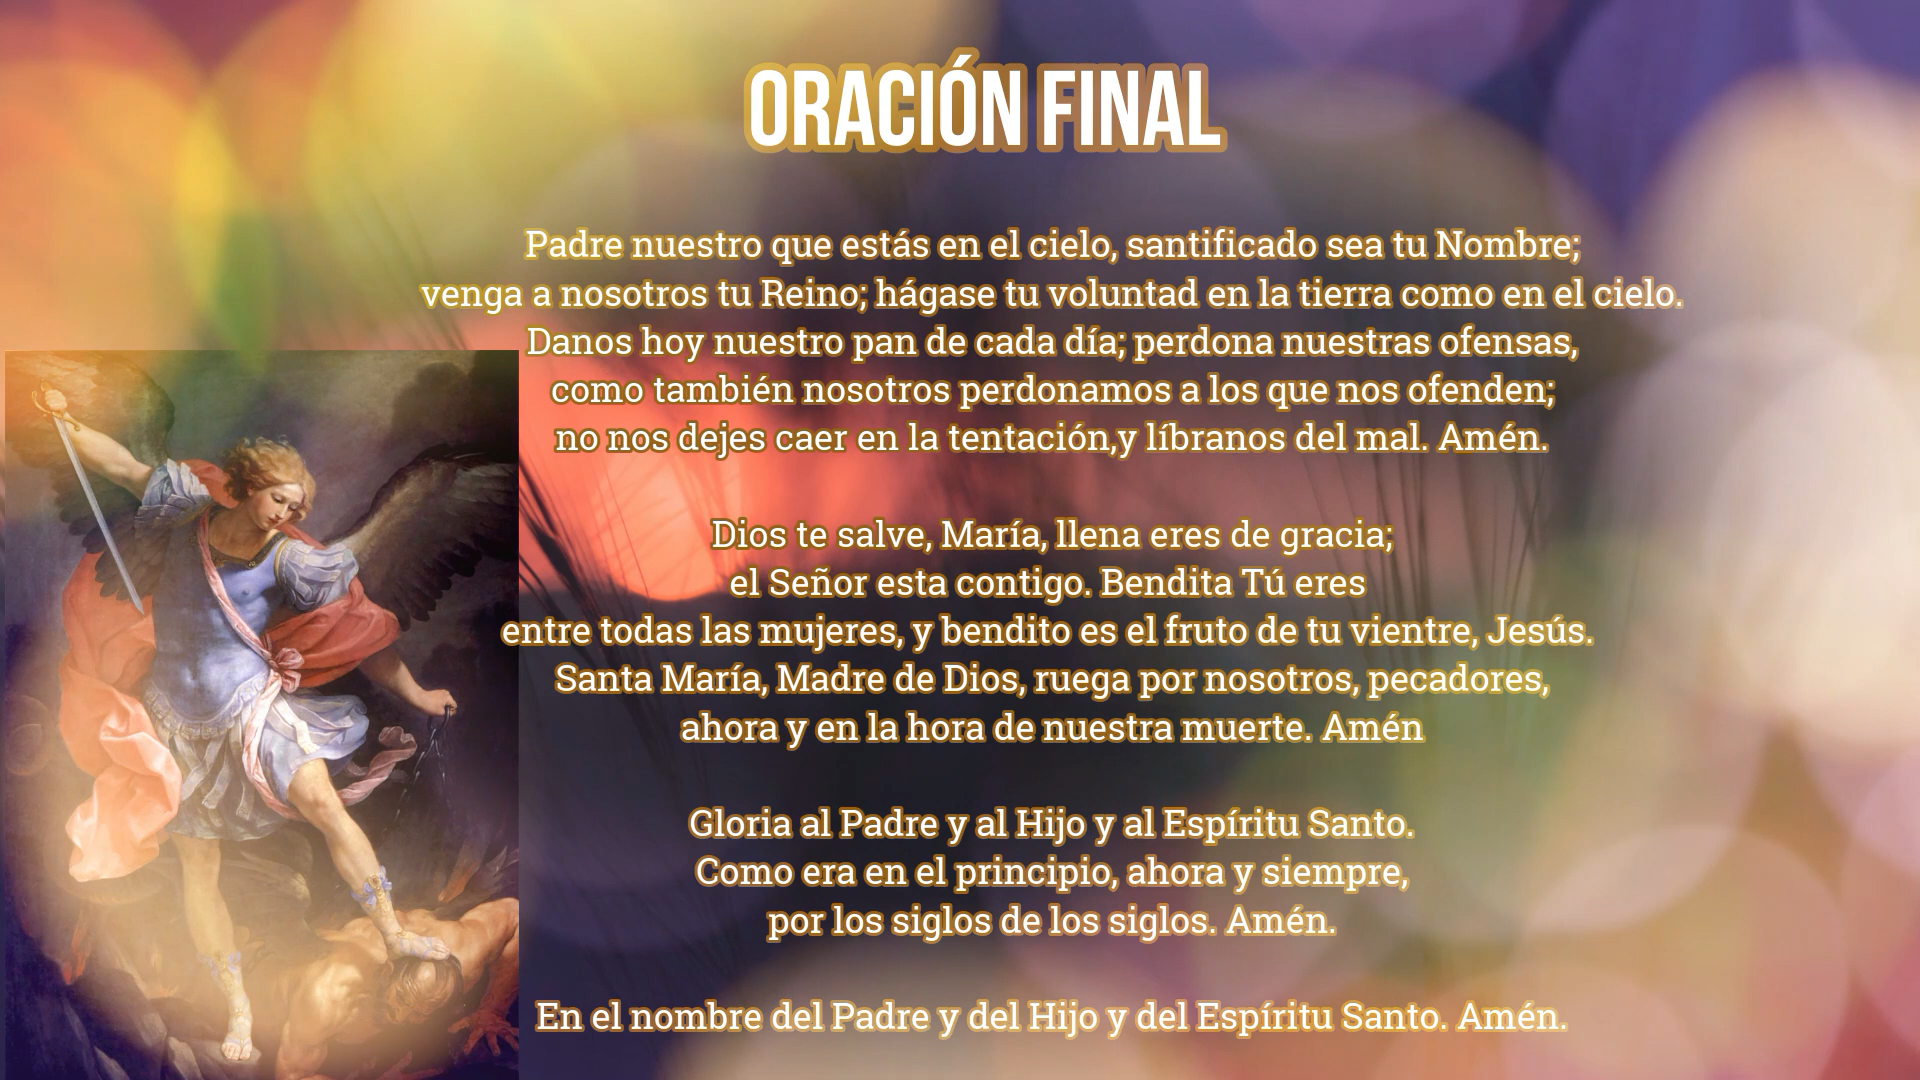 ORACIÓN FINAL
Padre nuestro que estás en el cielo, santificado sea tu Nombre;
venga a nosotros tu Reino; hágase tu voluntad en la tierra como en el cielo.
Danos hoy nuestro pan de cada día; perdona nuestras ofensas,
como también nosotros perdonamos a los que nos ofenden;
no nos dejes caer en la tentación,y líbranos del mal. Amén.
Dios te salve, María, llena eres de gracia;
el Señor esta contigo. Bendita Tú eres
entre todas las mujeres, y bendito es el fruto de tu vientre, Jesús.
Santa María, Madre de Dios, ruega por nosotros, pecadores,
ahora y en la hora de nuestra muerte. Amén
Gloria al Padre y al Hijo y al Espíritu Santo.
Como era en el principio, ahora y siempre,
por los siglos de los siglos. Amén.
En el nombre del Padre y del Hijo y del Espíritu Santo. Amén.